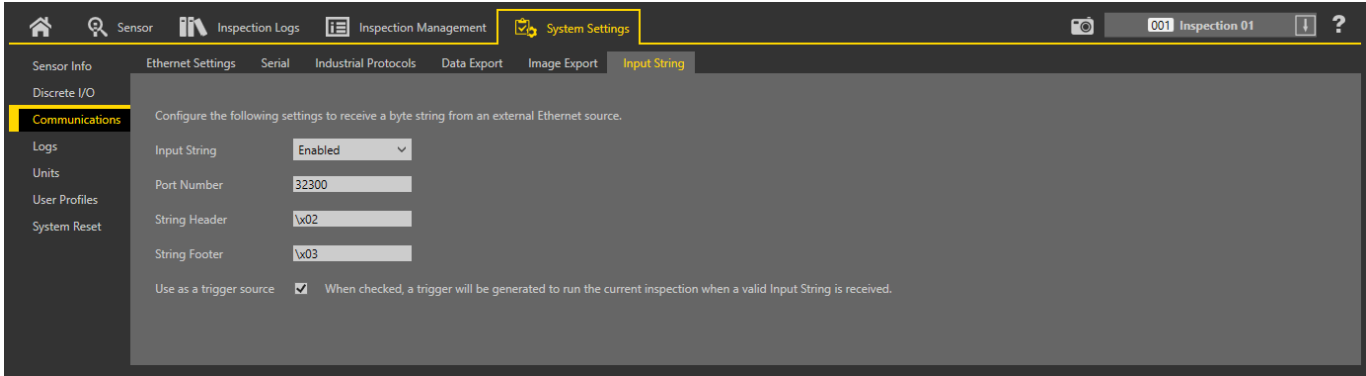 Sensor Inspection Logs Inspection Management System Settings 001 Inspection 01 ?
Sensor Info
Discrete I/O
Communications
Logs
Units
User Profiles
System Reset
Ethernet Settings Serial Industrial Protocols Data Export Image Export Input String
Configure the following settings to receive a byte string from an external Ethernet source.
Input String Enabled
Port Number 32300
String Header \x02
String Footer \x03
Use as a trigger source When checked, a trigger will be generated to run the current inspection when a valid Input String is received.